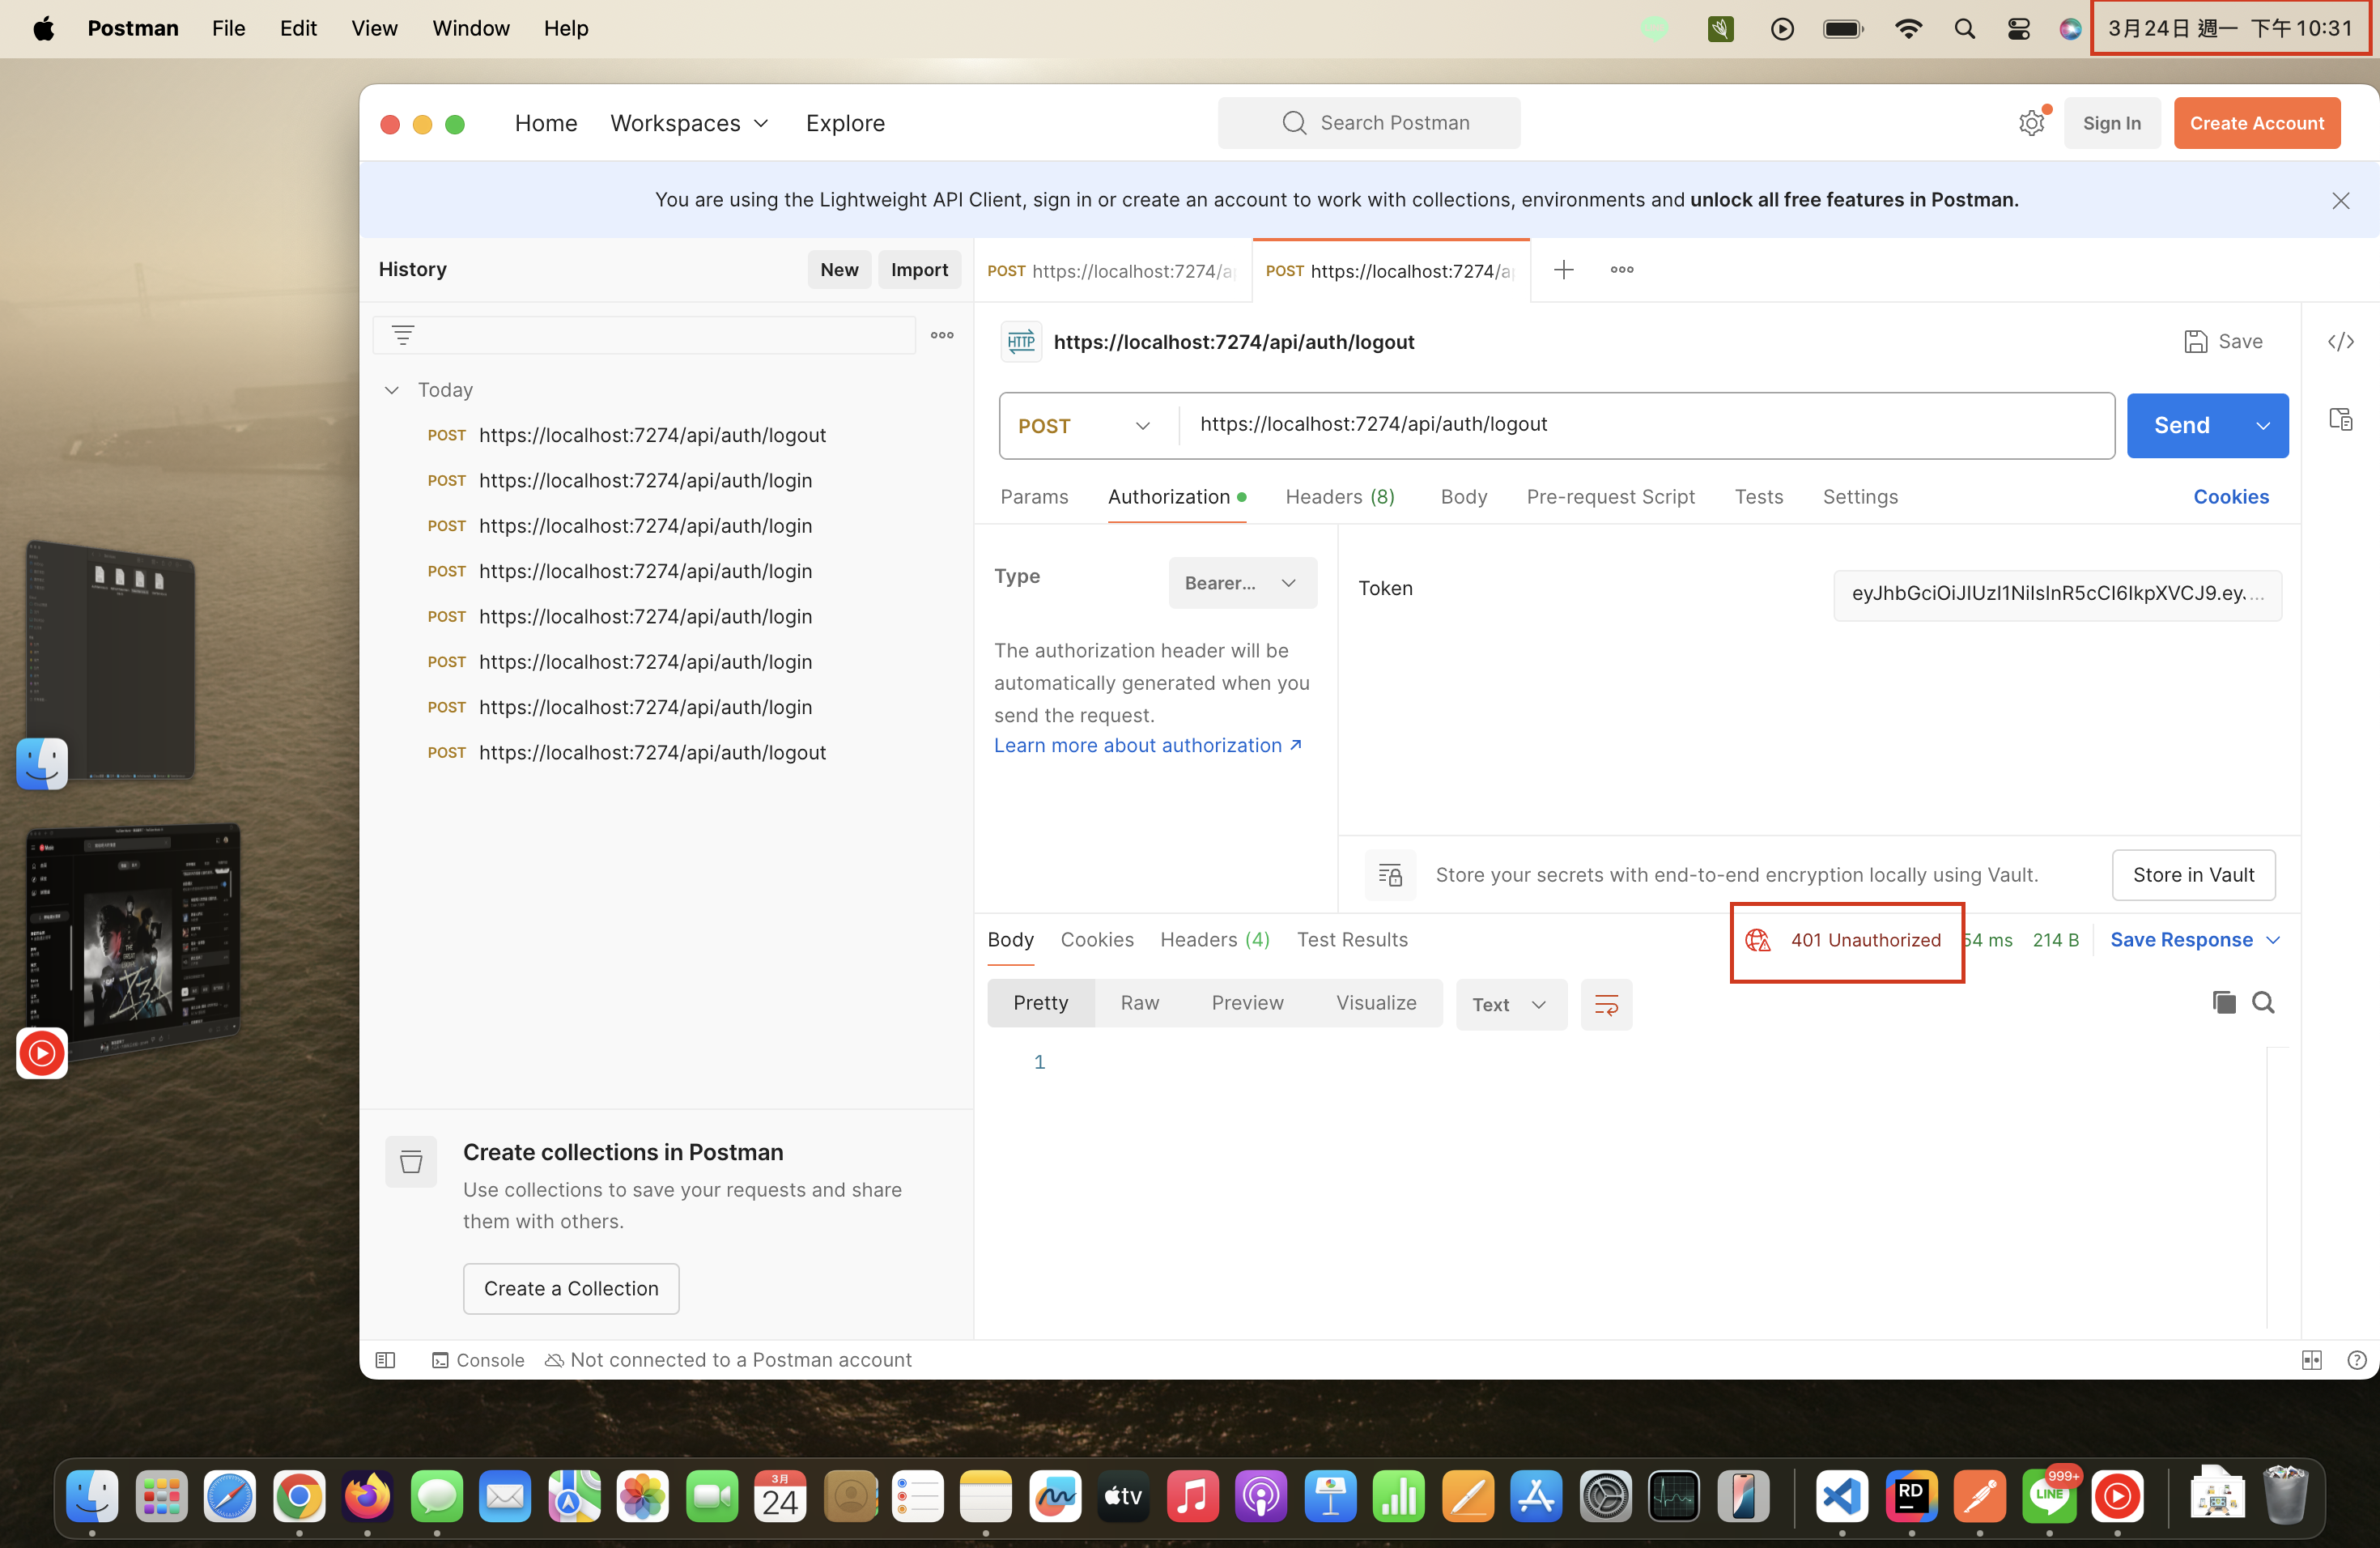 Postman File Edit View Window Help 3月24日 週一 下午10:31
Home Workspaces Explore Search Postman Sign In Create Account
You are using the Lightweight API Client, sign in or create an account to work with collections, environments and unlock all free features in Postman.
History New Import
POST https://localhost:7274/a
POST https://localhost:7274/a
HTTP https://localhost:7274/api/auth/logout Save
Today
POST https://localhost:7274/api/auth/logout
POST https://localhost:7274/api/auth/login
POST https://localhost:7274/api/auth/login
POST https://localhost:7274/api/auth/login
POST https://localhost:7274/api/auth/login
POST https://localhost:7274/api/auth/login
POST https://localhost:7274/api/auth/login
POST https://localhost:7274/api/auth/logout
POST https://localhost:7274/api/auth/logout Send
Params Authorization Headers (8) Body Pre-request Script Tests Settings Cookies
Type Bearer...
The authorization header will be
automatically generated when you
send the request.
Learn more about authorization
Token eyJhbGciOiJIUzI1NiIsInR5cCI6IkpXVCJ9.ey. ...
Store your secrets with end-to-end encryption locally using Vault. Store in Vault
Body Cookies Headers (4) Test Results 401 Unauthorized 54 ms 214 B Save Response
Pretty Raw Preview Visualize Text
1
Create collections in Postman
Use collections to save your requests and share
them with others.
Create a Collection
Console Not connected to a Postman account
3月
24
tv
RD
LINE
999+